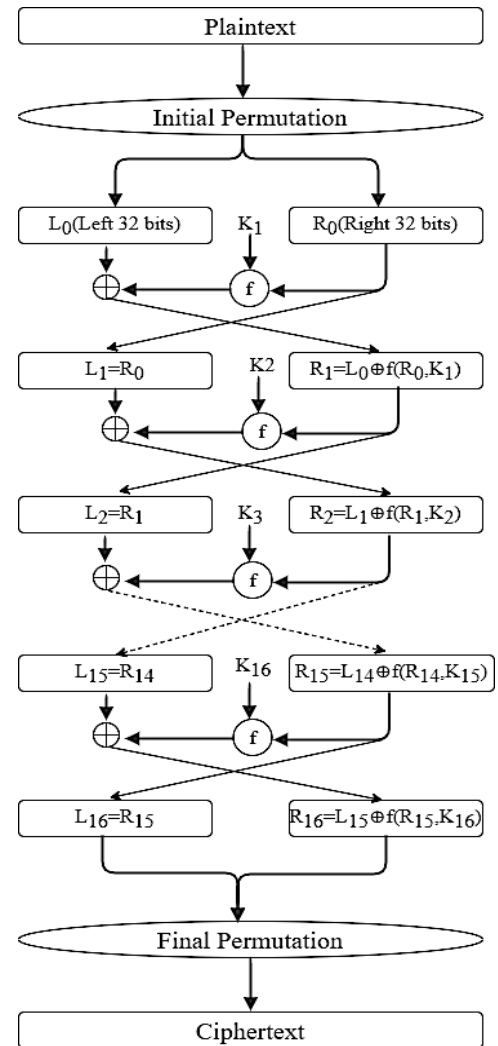 Plaintext
Initial Permutation
L₀(Left 32 bits)
K₁
R₀(Right 32 bits)
f
L₁=R₀
K2
R₁=L₀⊕f(R₀,K₁)
f
L₂=R₁
K₃
R₂=L₁⊕f(R₁,K₂)
f
L₁₅=R₁₄
K₁₆
R₁₅=L₁₄⊕f(R₁₄,K₁₅)
f
L₁₆=R₁₅
R₁₆=L₁₅⊕f(R₁₅,K₁₆)
Final Permutation
Ciphertext